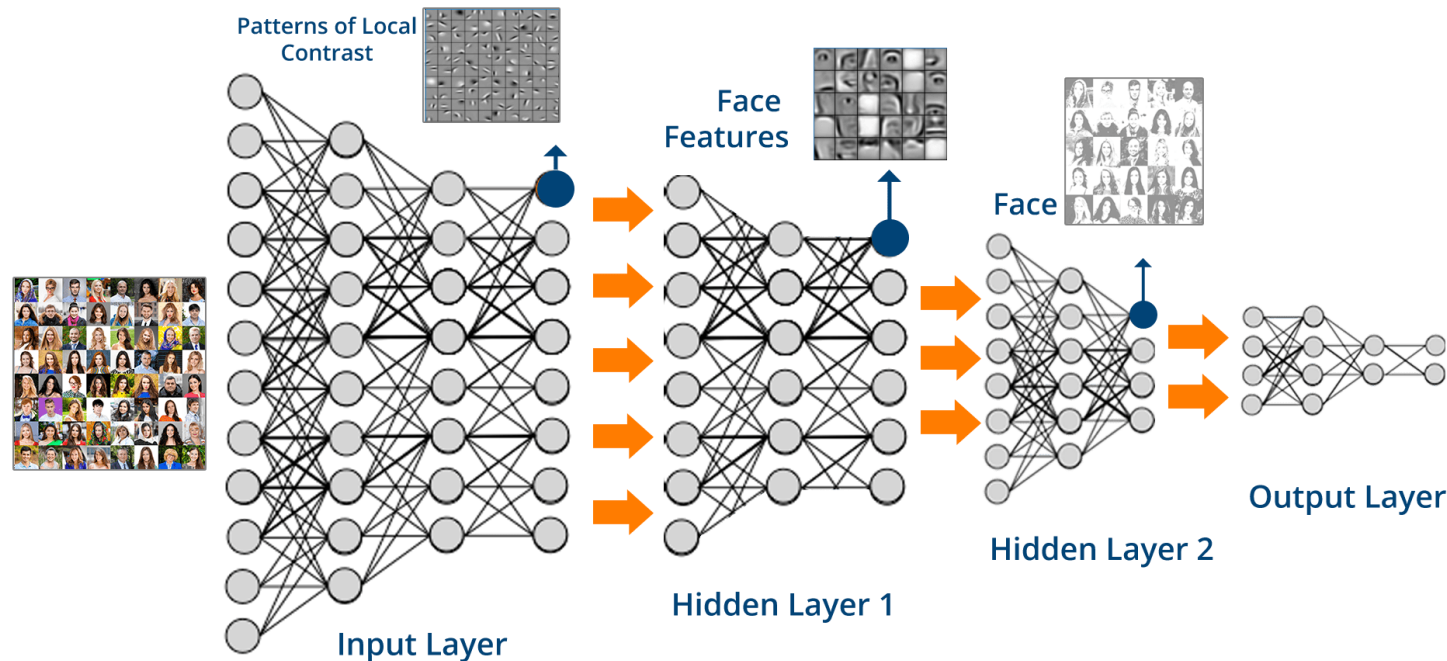 Patterns of Local
Contrast
Face
Features
Face
Input Layer
Hidden Layer 1
Hidden Layer 2
Output Layer